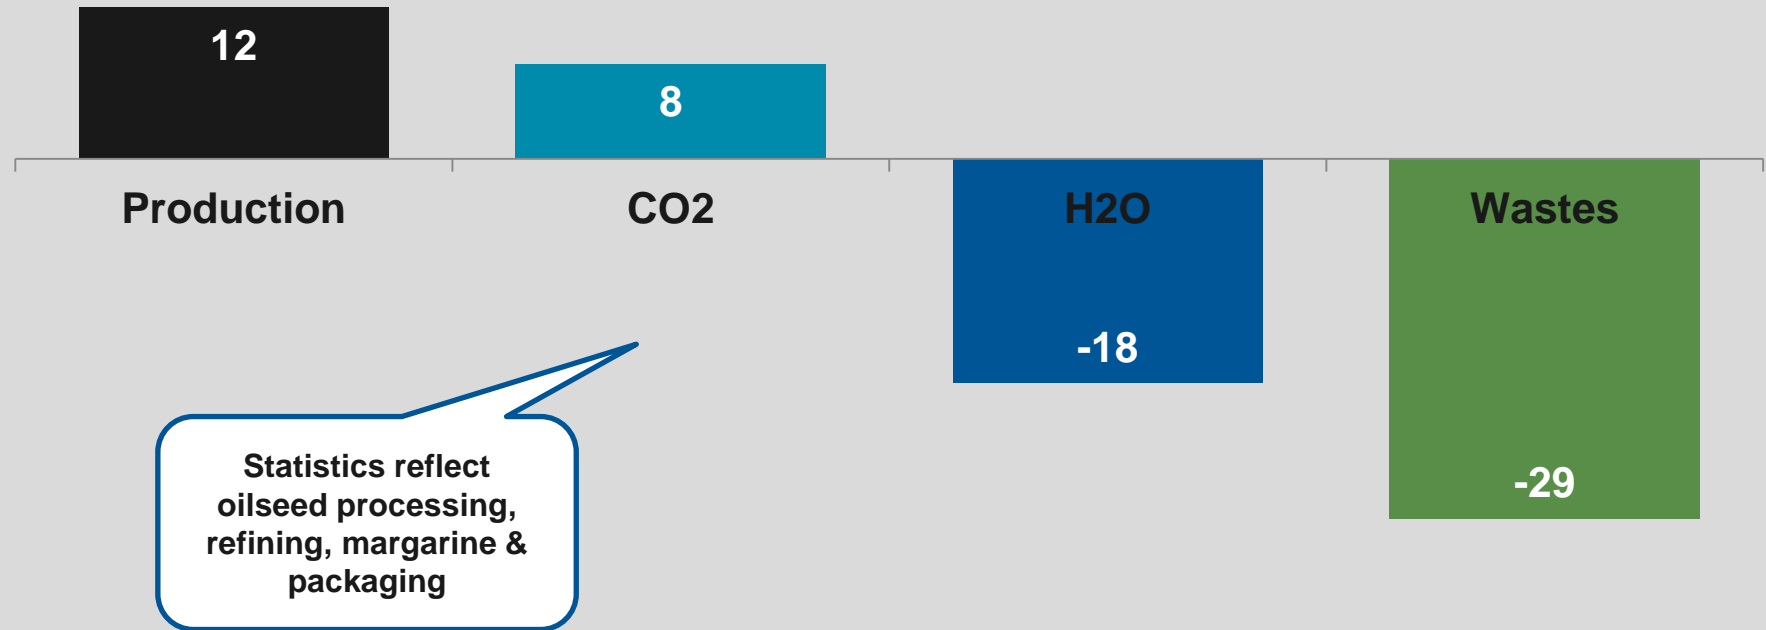 12
8
Production
CO2
H2O
Wastes
-18
-29
Statistics reflect
oilseed processing,
refining, margarine &
packaging